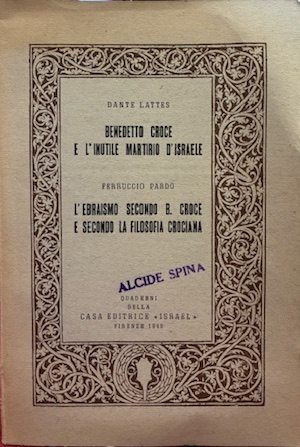 DANTE LATTES
BENEDETTO CROCE
E L'INUTILE MARTIRIO D'ISRAELE
FERRUCCIO PARDO
L'EBRAISMO SECONDO B. CROCE
E SECONDO LA FILOSOFIA CROCIANA
ALCIDE SPINA
QUADERNI
DELLA
CASA EDITRICE «ISRAEL»
FIRENZE 1948